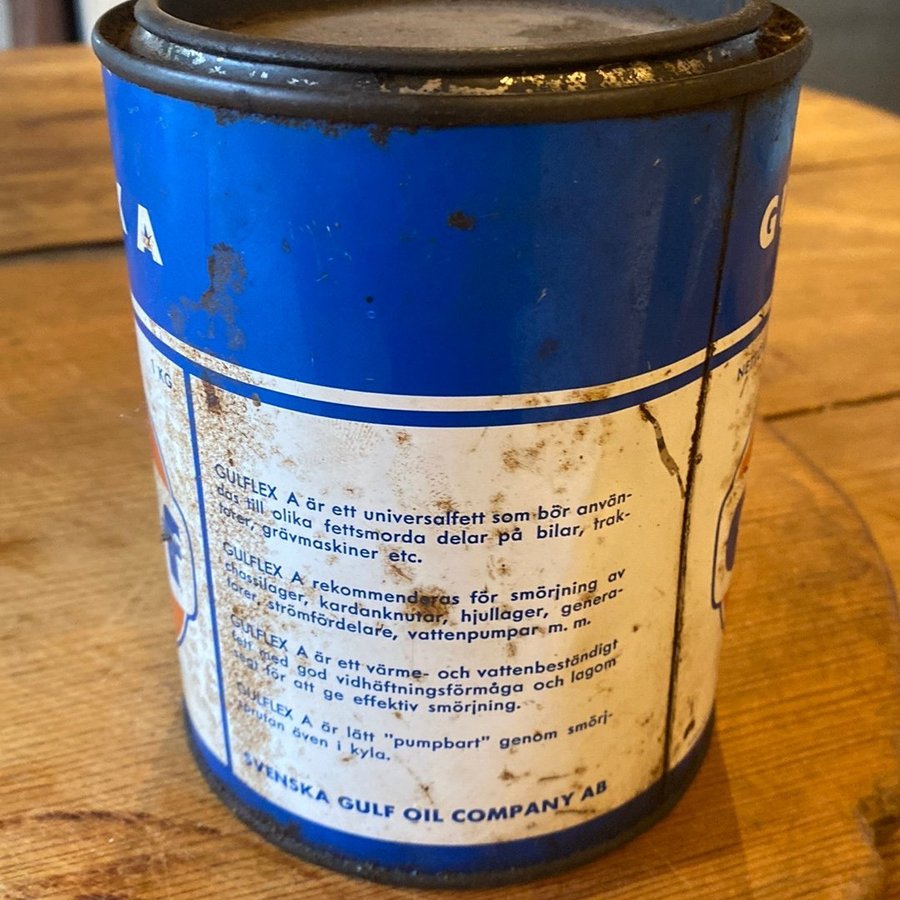 K A
G
1 KG.
GULFLEX A är ett universalfett som bör använ-
das till olika fettsmorda delar på bilar, trak-
torer, grävmaskiner etc.
GULFLEX A rekommenderas för smörjning av
chassilager, kardanknutar, hjullager, genera-
torer, strömfördelare, vattenpumpar m. m.
GULFLEX A är ett värme- och vattenbeständigt
fett med god vidhäftningsförmåga och lagom
segt för att ge effektiv smörjning.
GULFLEX A är lätt "pumpbart" genom smörj-
sprutan även i kyla.
SVENSKA GULF OIL COMPANY AB